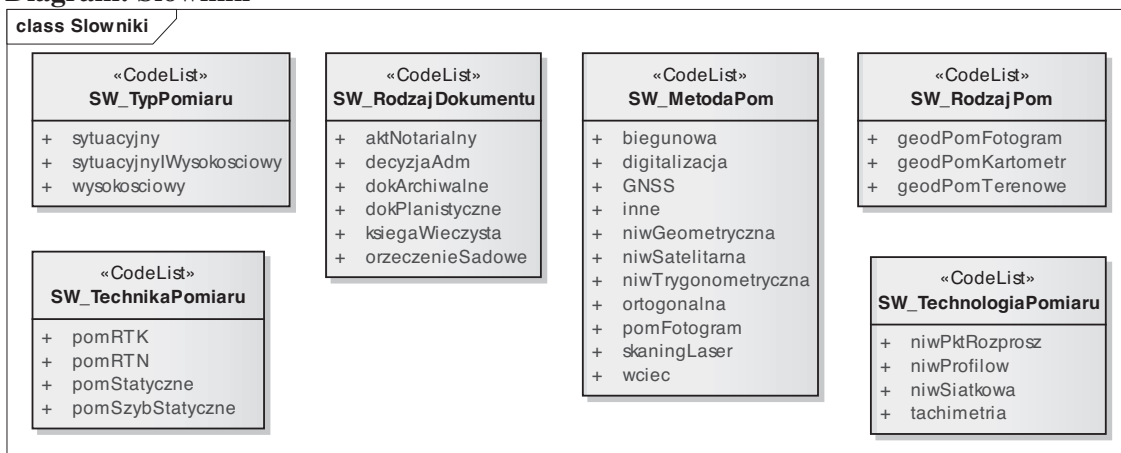 class Slowniki
«CodeList»
SW_TypPomiaru
+ sytuacyjny
+ sytuacyjnyIWysokosciowy
+ wysokosciowy
«CodeList»
SW_RodzajDokumentu
+ aktNotarialny
+ decyzjaAdm
+ dokArchiwalne
+ dokPlanistyczne
+ ksiegaWieczysta
+ orzeczenieSadowe
«CodeList»
SW_MetodaPom
+ biegunowa
+ digitalizacja
+ GNSS
+ inne
+ niwGeometryczna
+ niwSatelitarna
+ niwTrygonometryczna
+ ortogonalna
+ pomFotogram
+ skaningLaser
+ wciec
«CodeList»
SW_RodzajPom
+ geodPomFotogram
+ geodPomKartometr
+ geodPomTerenowe
«CodeList»
SW_TechnikaPomiaru
+ pomRTK
+ pomRTN
+ pomStatyczne
+ pomSzybStatyczne
«CodeList»
SW_TechnologiaPomiaru
+ niwPktRozprosz
+ niwProfilow
+ niwSiatkowa
+ tachimetria